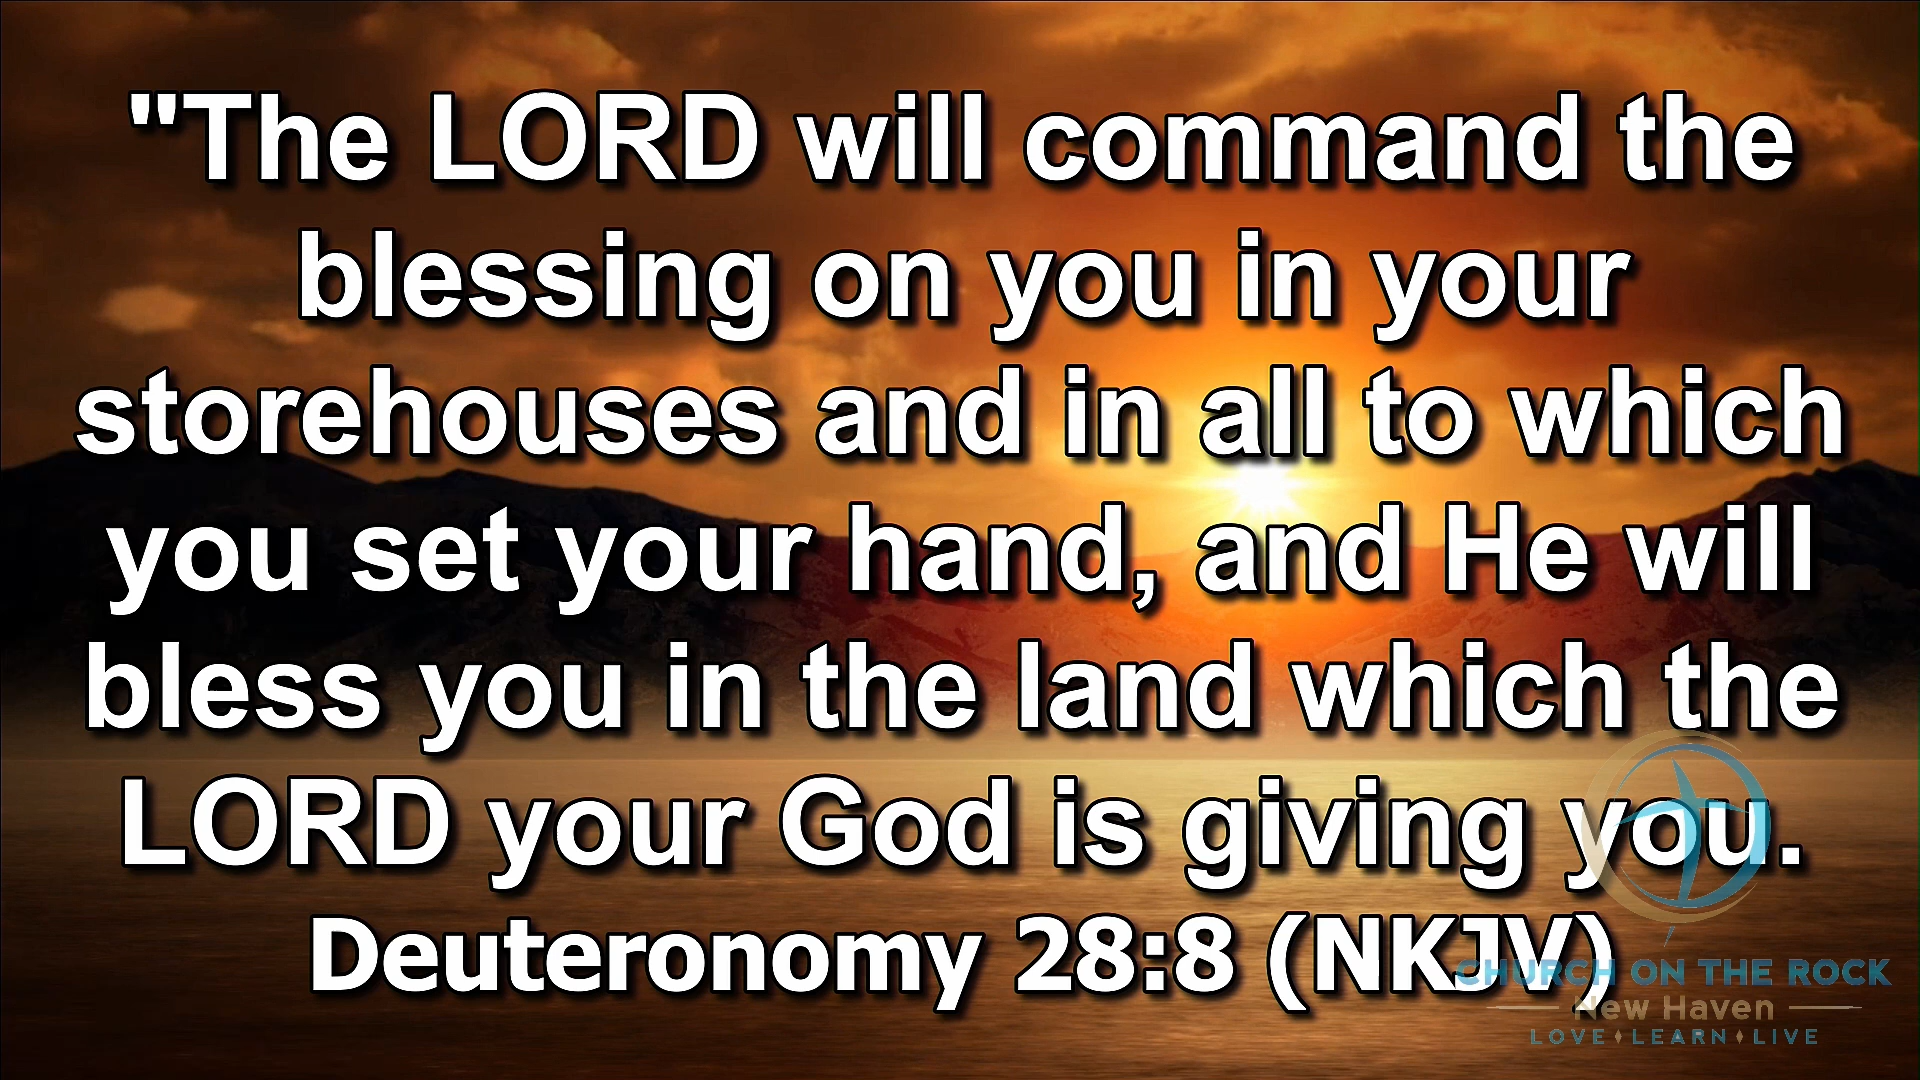 "The LORD will command the
blessing on you in your
storehouses and in all to which
you set your hand, and He will
bless you in the land which the
LORD your God is giving you.
Deuteronomy 28:8 (NKJV)
CHURCH ON THE ROCK
New Haven
LOVE LEARN LIVE